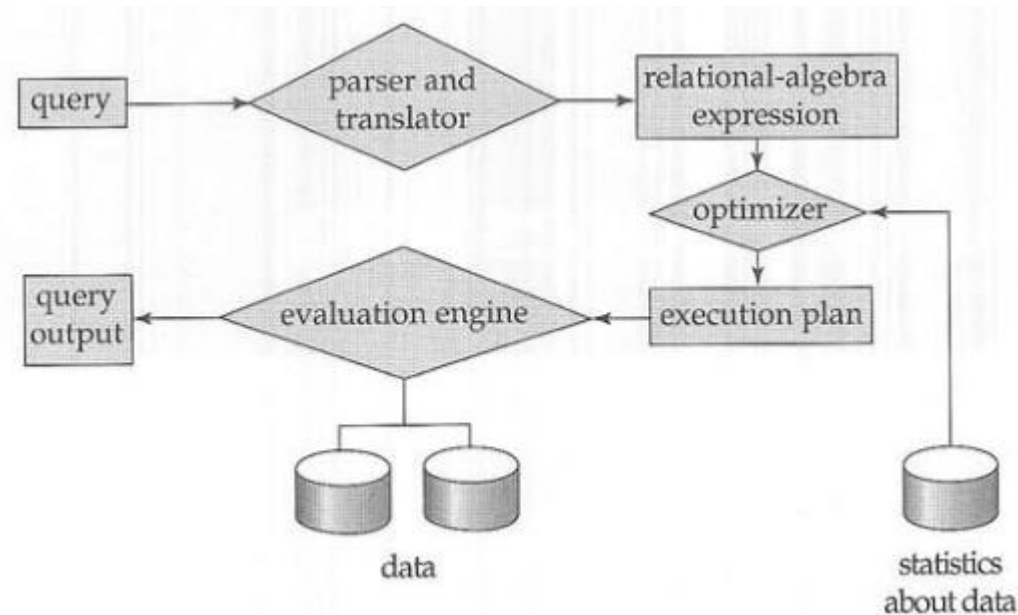 query
parser and
translator
relational-algebra
expression
optimizer
query
output
evaluation engine
execution plan
data
statistics
about data